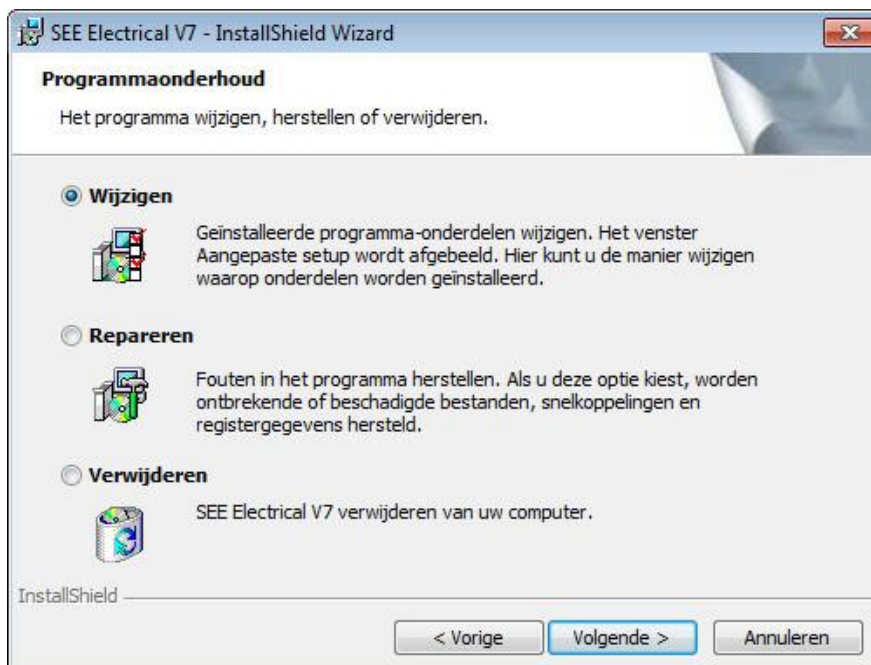 SEE Electrical V7 - InstallShield Wizard
Programmaonderhoud
Het programma wijzigen, herstellen of verwijderen.
Wijzigen
Geïnstalleerde programma-onderdelen wijzigen. Het venster
Aangepaste setup wordt afgebeeld. Hier kunt u de manier wijzigen
waarop onderdelen worden geïnstalleerd.
Repareren
Fouten in het programma herstellen. Als u deze optie kiest, worden
ontbrekende of beschadigde bestanden, snelkoppelingen en
registergegevens hersteld.
Verwijderen
SEE Electrical V7 verwijderen van uw computer.
InstallShield
< Vorige
Volgende >
Annuleren